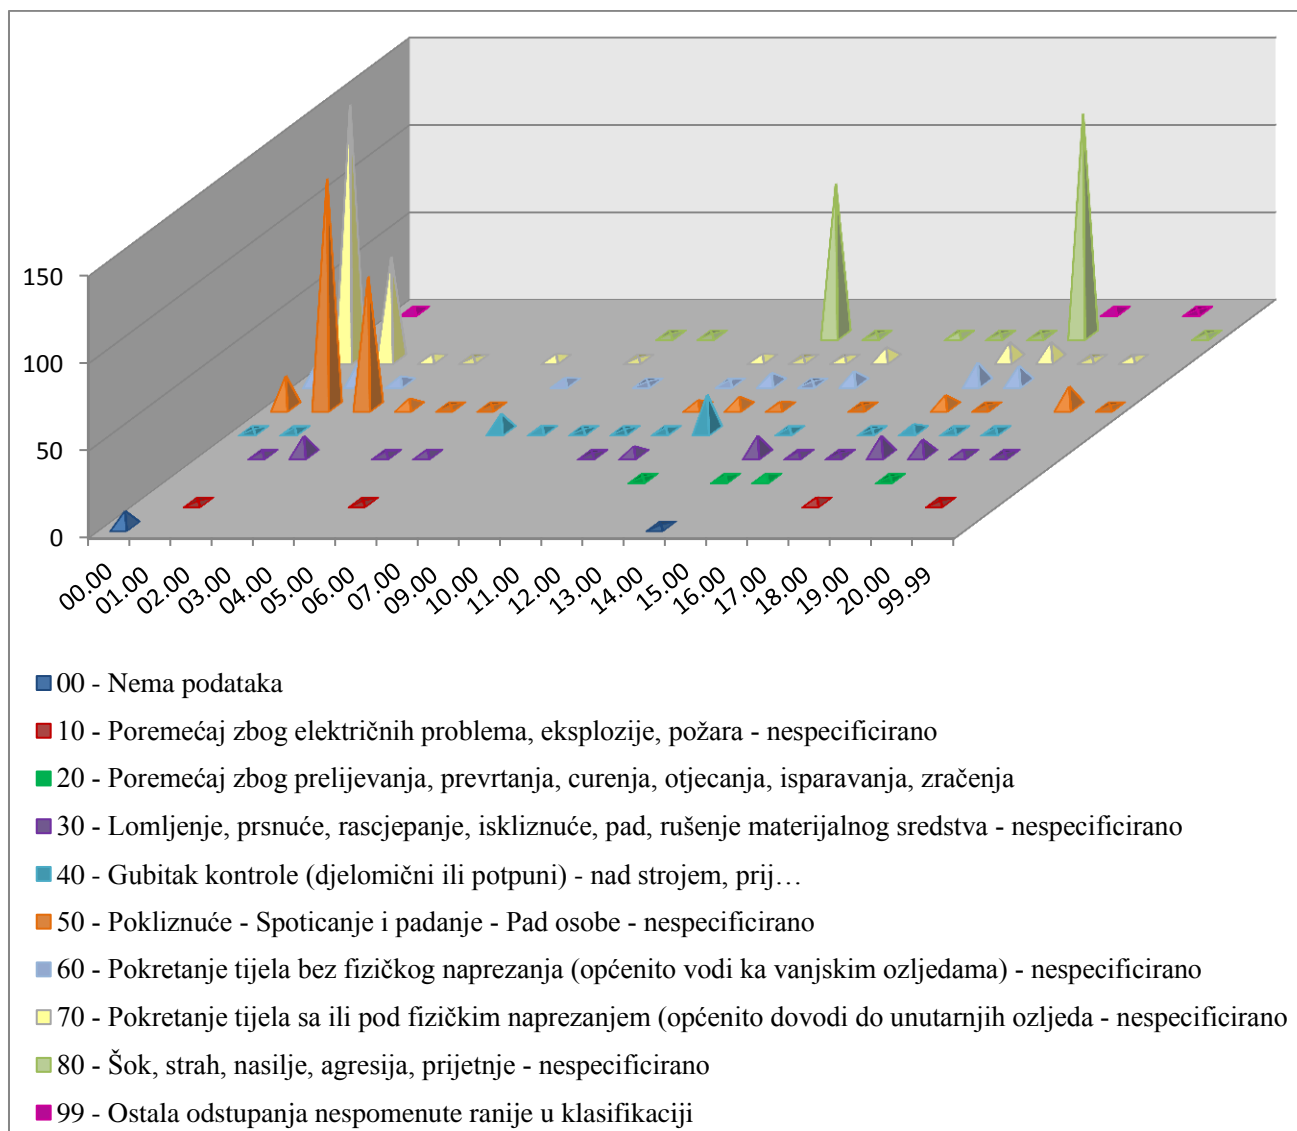 150
100
50
0
00.00
01.00
02.00
03.00
04.00
05.00
06.00
07.00
09.00
10.00
11.00
12.00
13.00
14.00
15.00
16.00
17.00
18.00
19.00
20.00
99.99
00 - Nema podataka
10 - Poremećaj zbog električnih problema, eksplozije, požara - nespecificirano
20 - Poremećaj zbog prelijevanja, prevrtanja, curenja, otjecanja, isparavanja, zračenja
30 - Lomljenje, prsnuće, rascjepanje, iskliznuće, pad, rušenje materijalnog sredstva - nespecificirano
40 - Gubitak kontrole (djelomični ili potpuni) - nad strojem, prij…
50 - Pokliznuće - Spoticanje i padanje - Pad osobe - nespecificirano
60 - Pokretanje tijela bez fizičkog naprezanja (općenito vodi ka vanjskim ozljedama) - nespecificirano
70 - Pokretanje tijela sa ili pod fizičkim naprezanjem (općenito dovodi do unutarnjih ozljeda - nespecificirano
80 - Šok, strah, nasilje, agresija, prijetnje - nespecificirano
99 - Ostala odstupanja nespomenute ranije u klasifikaciji